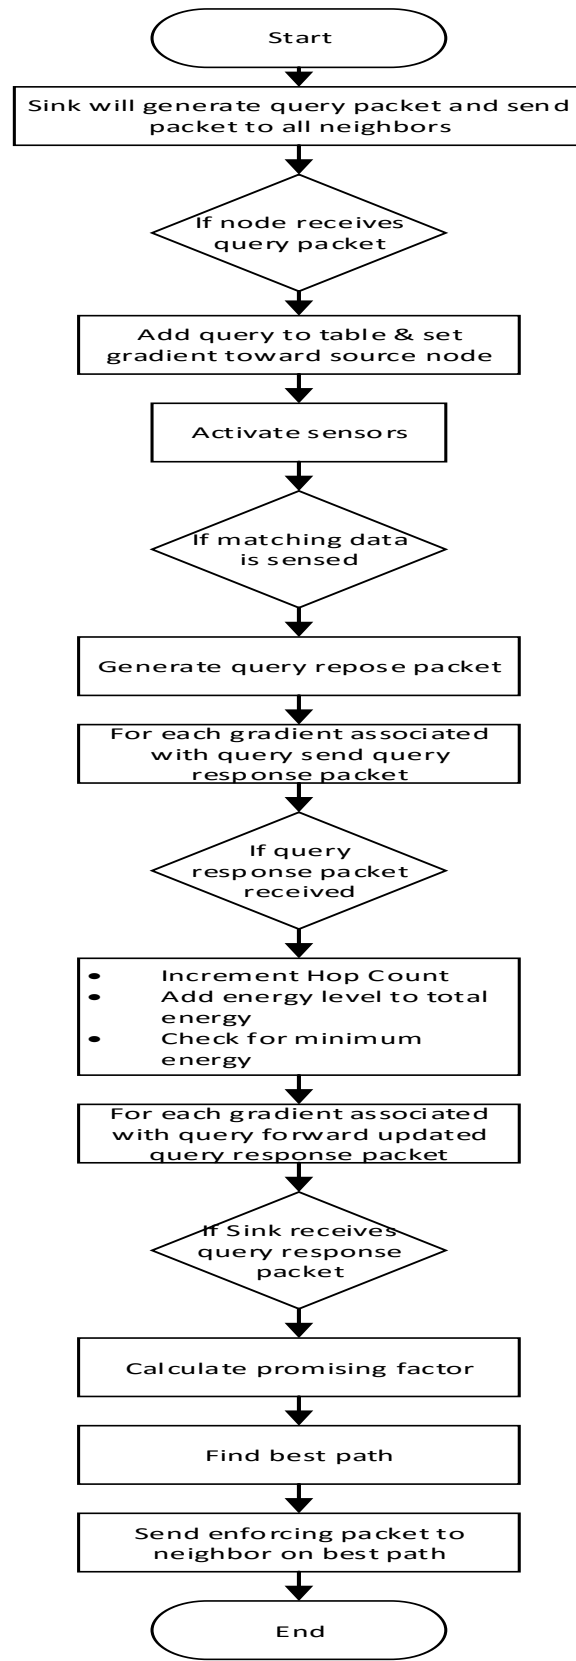 Start
Sink will generate query packet and send
packet to all neighbors
If node receives
query packet
Add query to table & set
gradient toward source node
Activate sensors
If matching data
is sensed
Generate query repose packet
For each gradient associated
with query send query
response packet
If query
response packet
received
• Increment Hop Count
• Add energy level to total
energy
• Check for minimum
energy
For each gradient associated
with query forward updated
query response packet
If Sink receives
query response
packet
Calculate promising factor
Find best path
Send enforcing packet to
neighbor on best path
End